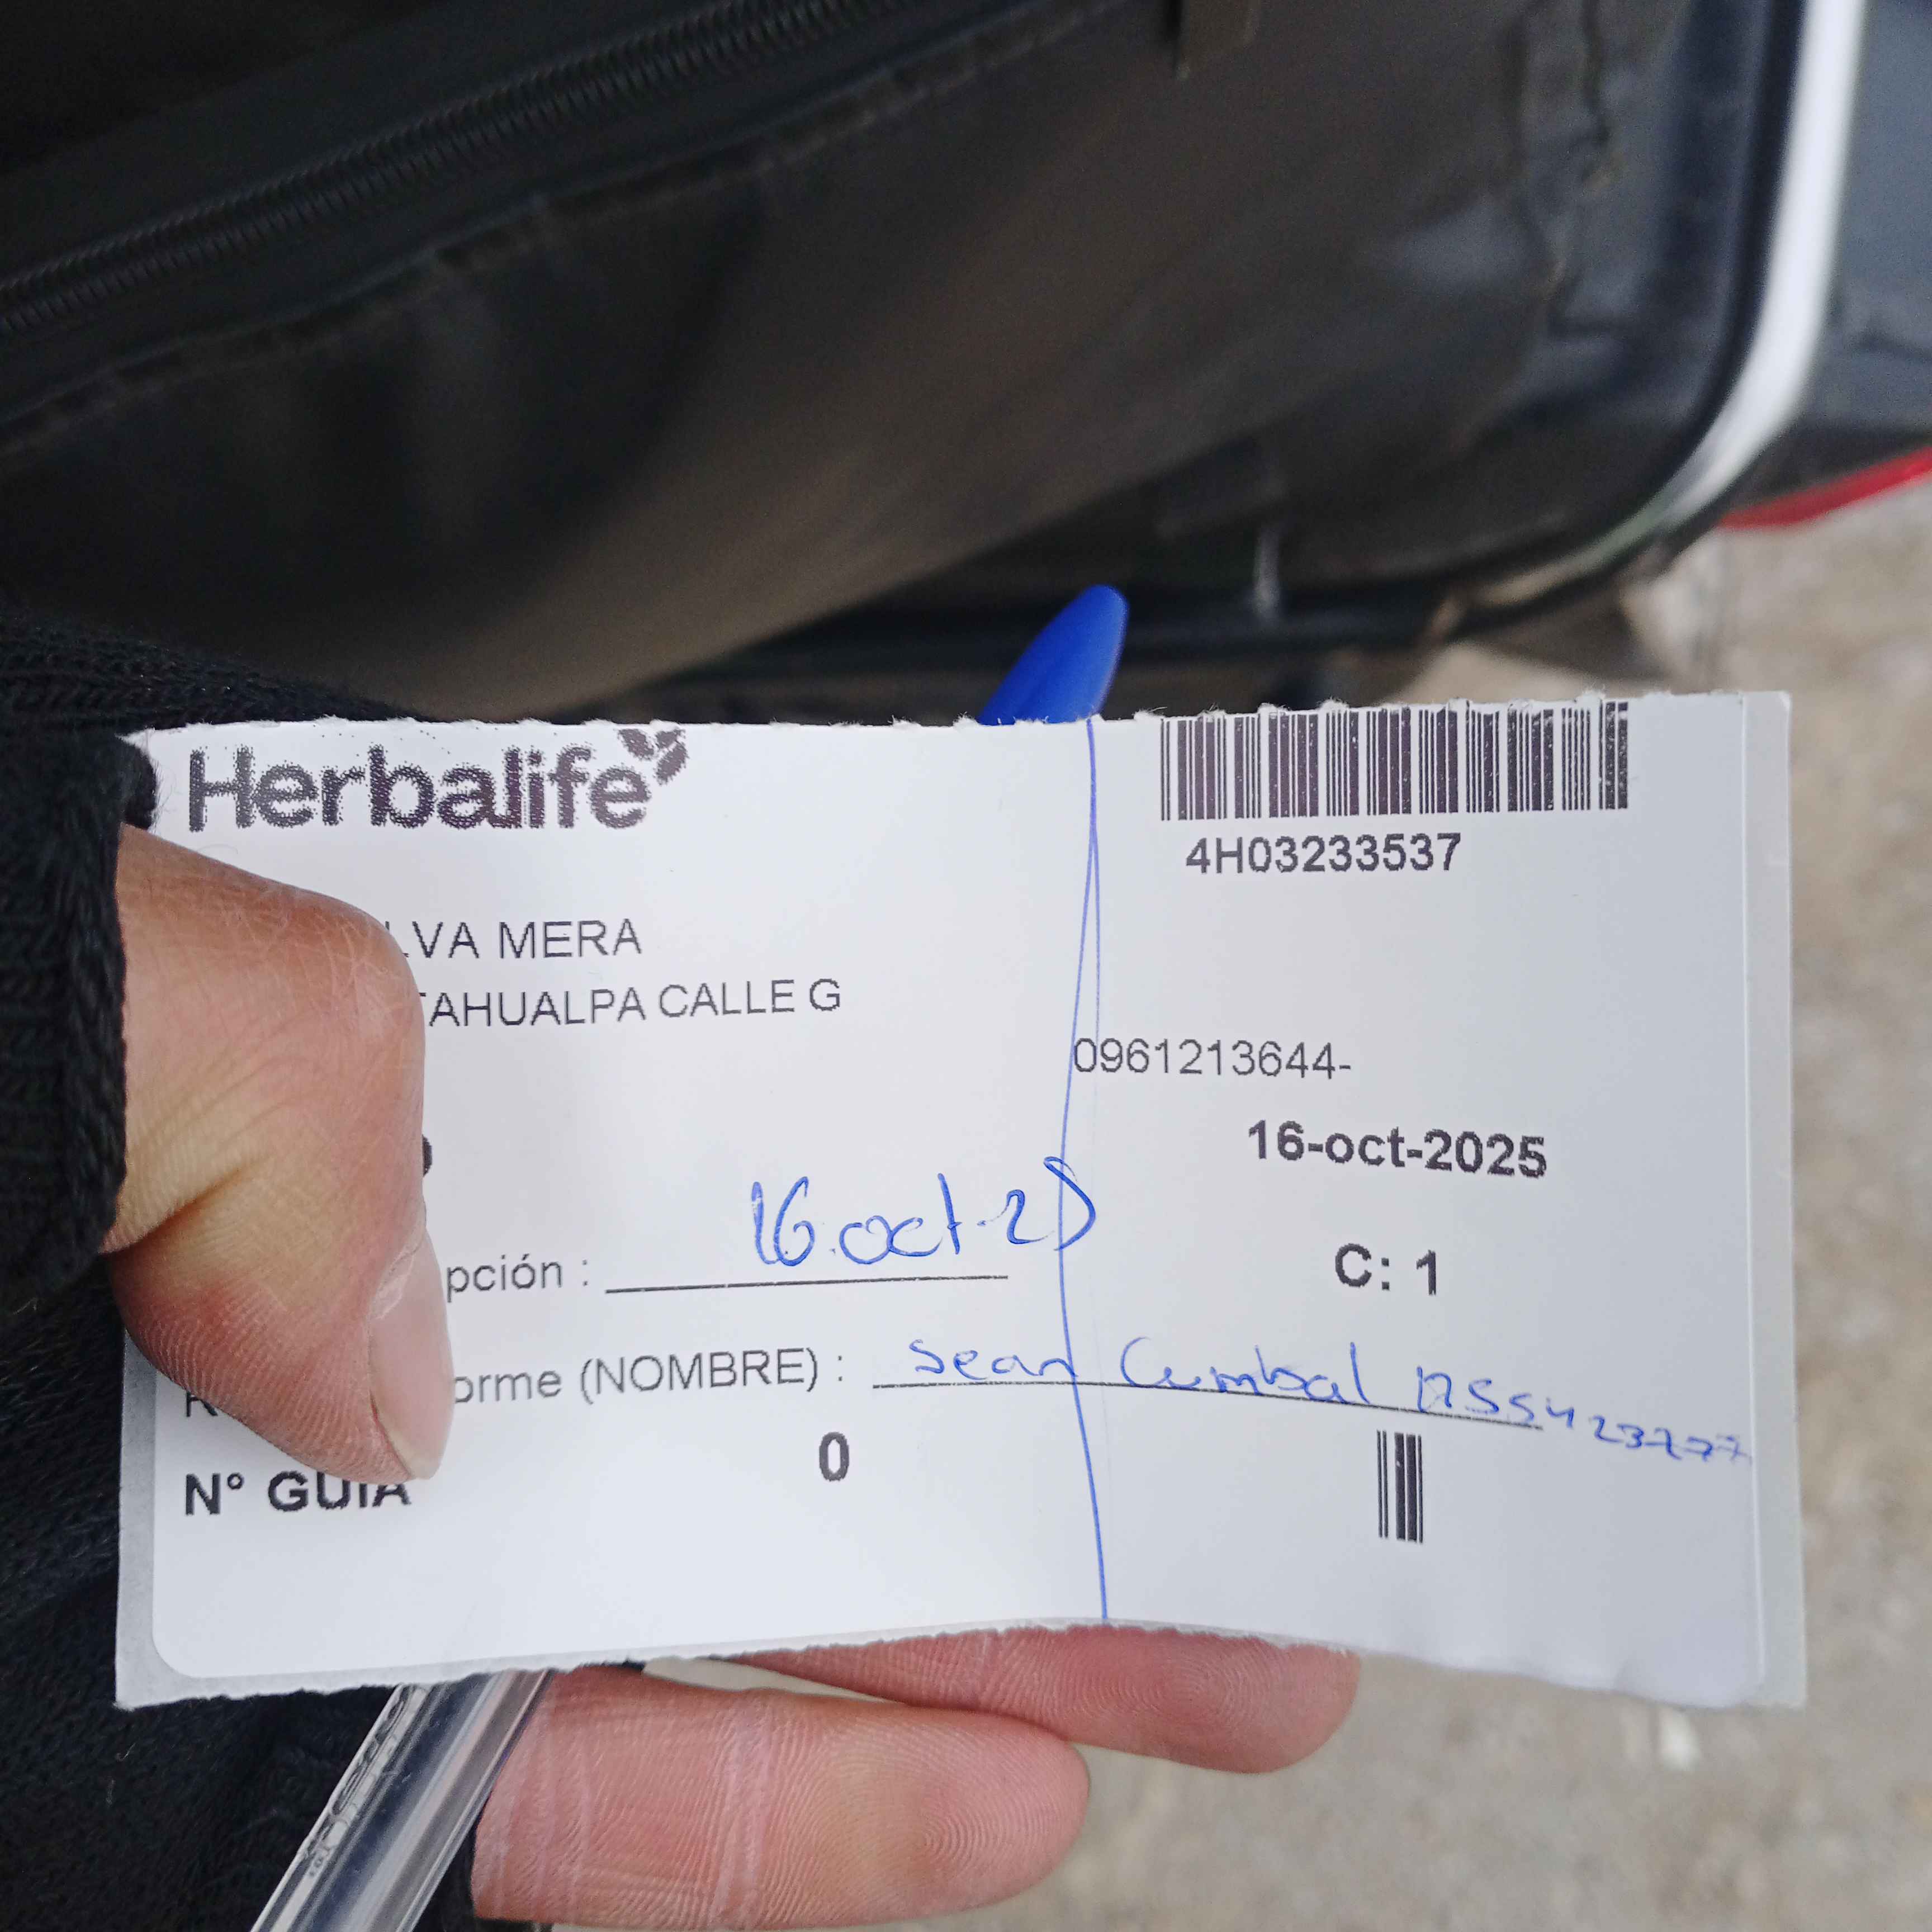 Herbalife
4H03233537
LVA MERA
TAHUALPA CALLE G
0961213644-
16-oct-2025
16.oct.25
pción :
C: 1
orme (NOMBRE) : Sean Cumbal
0
N° GUIA